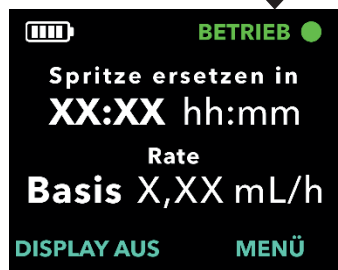 BETRIEB
Spritze ersetzen in
XX:XX hh:mm
Rate
Basis X,XX mL/h
DISPLAY AUS MENÜ